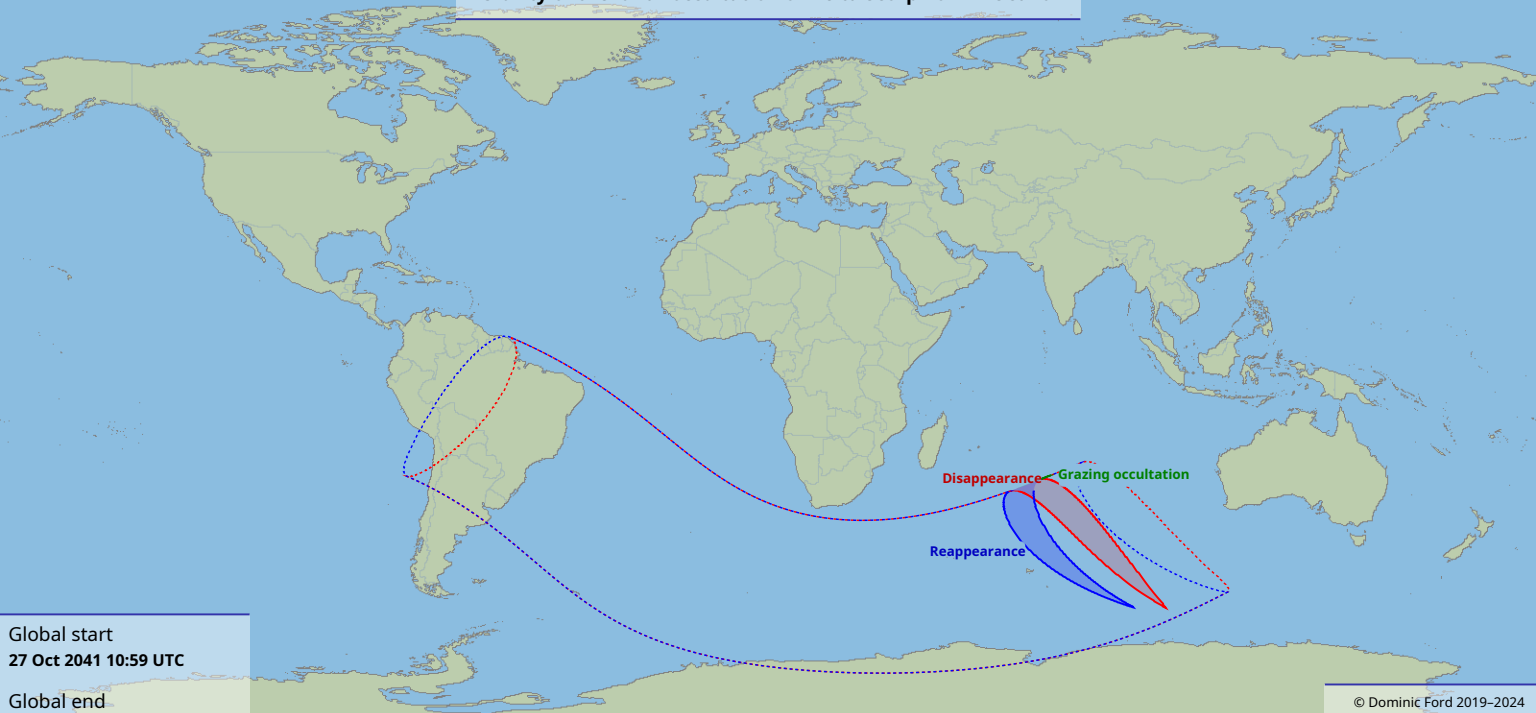 Disappearance
Grazing occultation
Reappearance
Global start
27 Oct 2041 10:59 UTC
Global end
© Dominic Ford 2019–2024